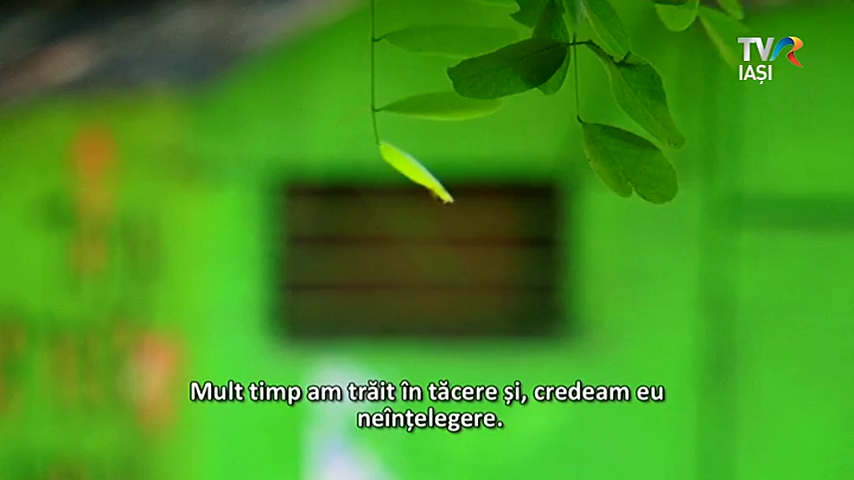 TVR
IAȘI
Mult timp am trăit în tăcere și, credeam eu
neînțelegere.